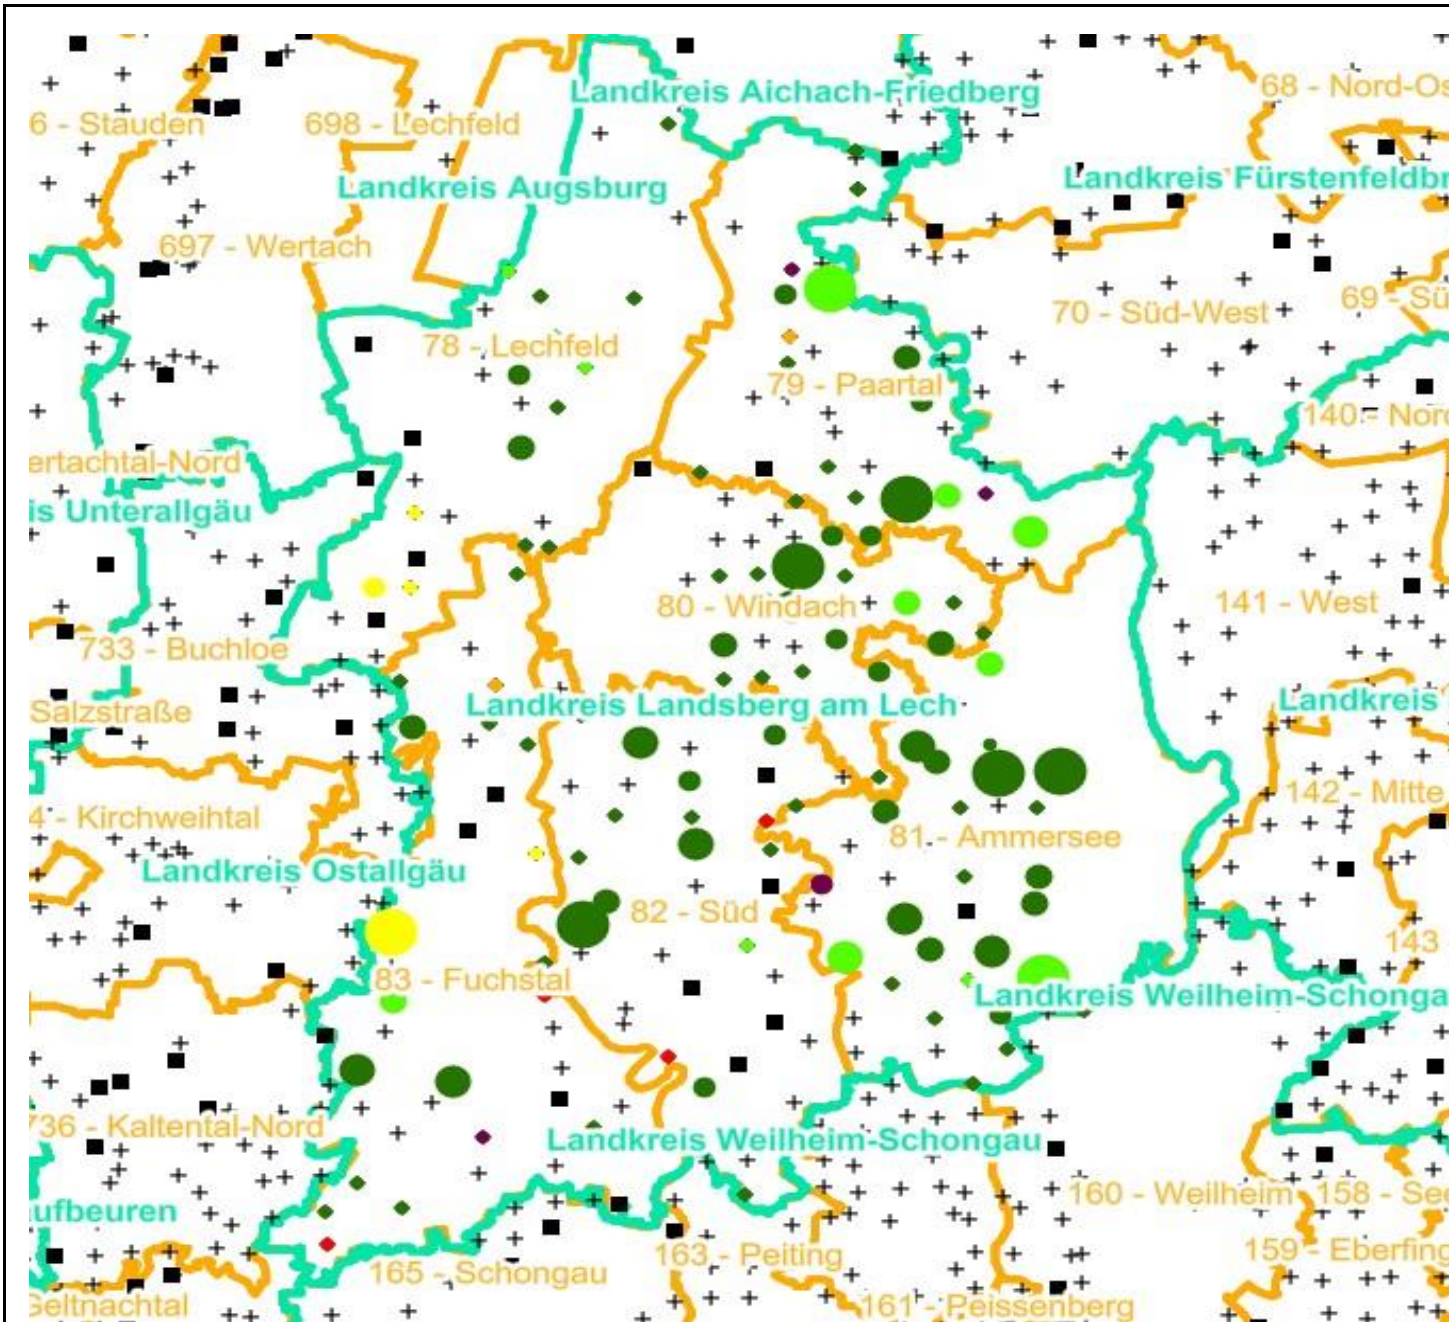 68 - Nord-Os
Landkreis Aichach-Friedberg
6 - Stauden
698 - Lechfeld
Landkreis Augsburg
Landkreis Fürstenfeldbr
697 - Wertach
69 - Sü
70 - Süd-West
78 - Lechfeld
79 - Paartal
140 - Nord
ertachtal-Nord
is Unterallgäu
80 - Windach
141 - West
733 - Buchloe
Landkreis
Landkreis Landsberg am Lech
Salzstraße
142 - Mitte
4 - Kirchweihtal
81 - Ammersee
Landkreis Ostallgäu
82 - Süd
143
83 - Fuchstal
Landkreis Weilheim-Schonga
736 - Kaltental-Nord
Landkreis Weilheim-Schongau
160 - Weilheim
158 - See
ufbeuren
163 - Peiting
159 - Eberfing
165 - Schongau
Geltnachtal
161 - Peissenberg